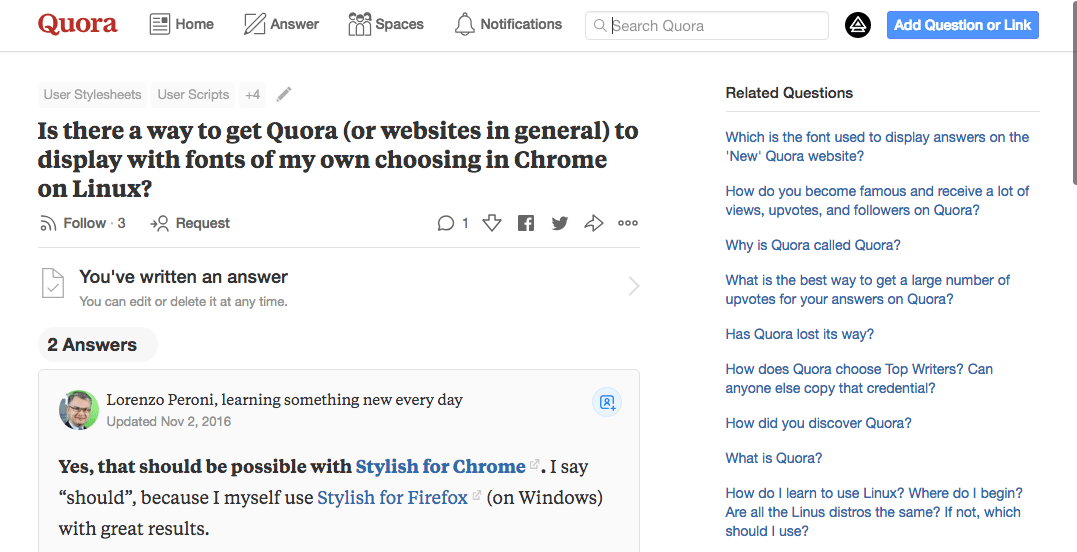 Quora
Home
Answer
Spaces
Notifications
Search Quora
Add Question or Link
User Stylesheets User Scripts +4
Is there a way to get Quora (or websites in general) to
display with fonts of my own choosing in Chrome
on Linux?
Follow · 3 Request 1
You've written an answer
You can edit or delete it at any time.
2 Answers
Lorenzo Peroni, learning something new every day
Updated Nov 2, 2016
Yes, that should be possible with Stylish for Chrome. I say
“should”, because I myself use Stylish for Firefox (on Windows)
with great results.
Related Questions
Which is the font used to display answers on the
'New' Quora website?
How do you become famous and receive a lot of
views, upvotes, and followers on Quora?
Why is Quora called Quora?
What is the best way to get a large number of
upvotes for your answers on Quora?
Has Quora lost its way?
How does Quora choose Top Writers? Can
anyone else copy that credential?
How did you discover Quora?
What is Quora?
How do I learn to use Linux? Where do I begin?
Are all the Linus distros the same? If not, which
should I use?